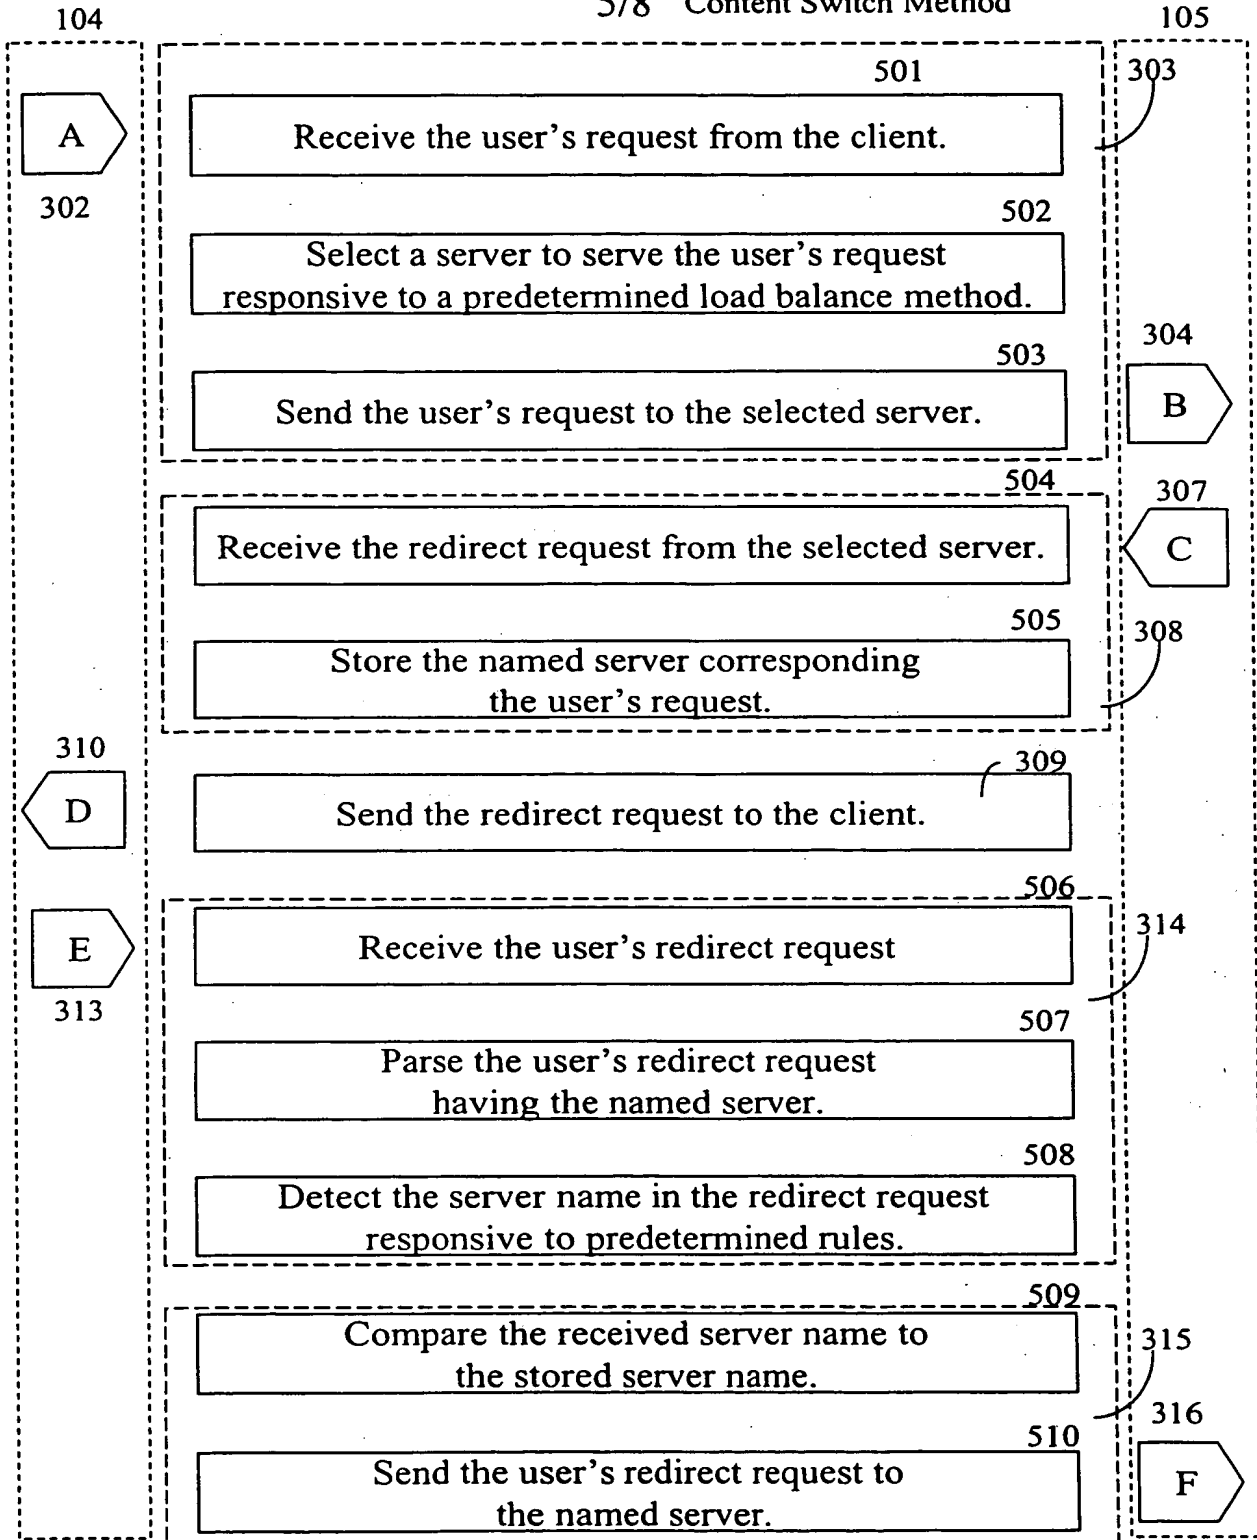 5/8 Content Switch Method
104
105
501
303
A
Receive the user's request from the client.
302
502
Select a server to serve the user's request
responsive to a predetermined load balance method.
304
503
Send the user's request to the selected server.
B
504
307
Receive the redirect request from the selected server.
C
505
308
Store the named server corresponding
the user's request.
310
309
D
Send the redirect request to the client.
506
314
E
Receive the user's redirect request
313
507
Parse the user's redirect request
having the named server.
508
Detect the server name in the redirect request
responsive to predetermined rules.
509
Compare the received server name to
the stored server name.
315
316
510
Send the user's redirect request to
the named server.
F